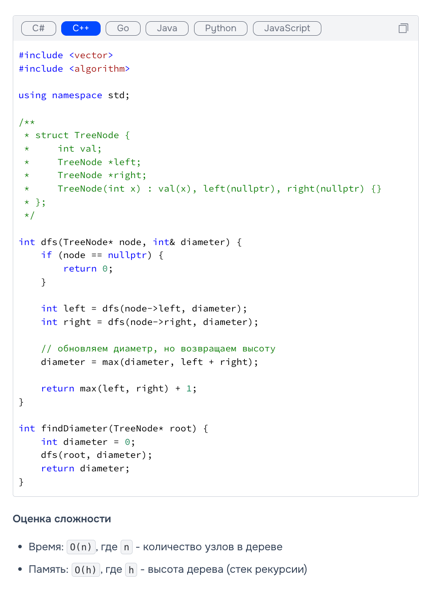 C# C++ Go Java Python JavaScript
#include <vector>
#include <algorithm>
using namespace std;
/**
 * struct TreeNode {
 *     int val;
 *     TreeNode *left;
 *     TreeNode *right;
 *     TreeNode(int x) : val(x), left(nullptr), right(nullptr) {}
 * };
 */
int dfs(TreeNode* node, int& diameter) {
    if (node == nullptr) {
        return 0;
    }
    int left = dfs(node->left, diameter);
    int right = dfs(node->right, diameter);
    // обновляем диаметр, но возвращаем высоту
    diameter = max(diameter, left + right);
    return max(left, right) + 1;
}
int findDiameter(TreeNode* root) {
    int diameter = 0;
    dfs(root, diameter);
    return diameter;
}
Оценка сложности
• Время: O(n), где n - количество узлов в дереве
• Память: O(h), где h - высота дерева (стек рекурсии)